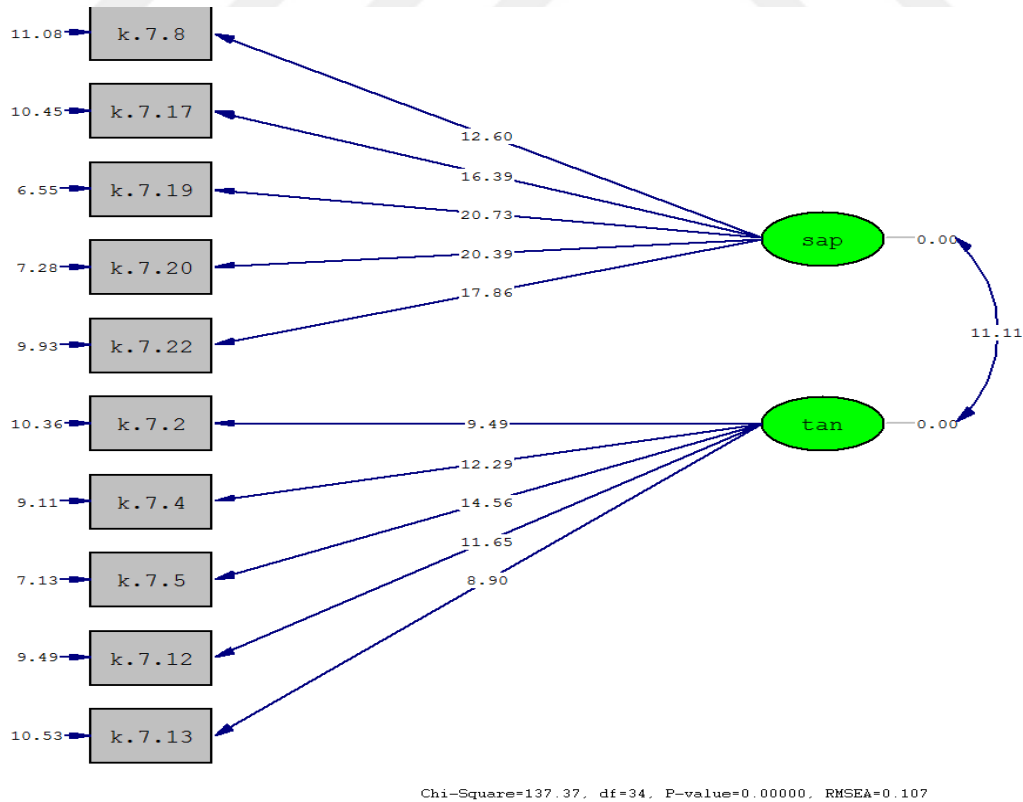 11.08 k.7.8
12.60
10.45 k.7.17
16.39
6.55 k.7.19
20.73
sap 0.00
7.28 k.7.20
20.39
17.86
11.11
9.93 k.7.22
10.36 k.7.2
9.49
tan 0.00
12.29
9.11 k.7.4
14.56
11.65
7.13 k.7.5
8.90
9.49 k.7.12
10.53 k.7.13
Chi-Square=137.37, df=34, P-value=0.00000, RMSEA=0.107